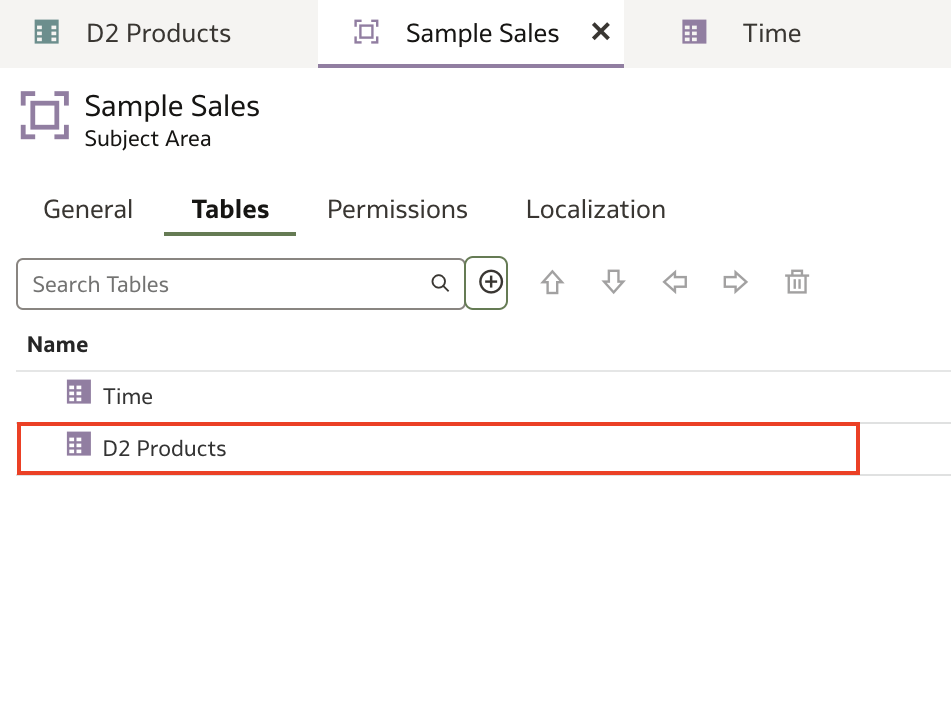 D2 Products Sample Sales Time
Sample Sales
Subject Area
General Tables Permissions Localization
Search Tables
Name
Time
D2 Products